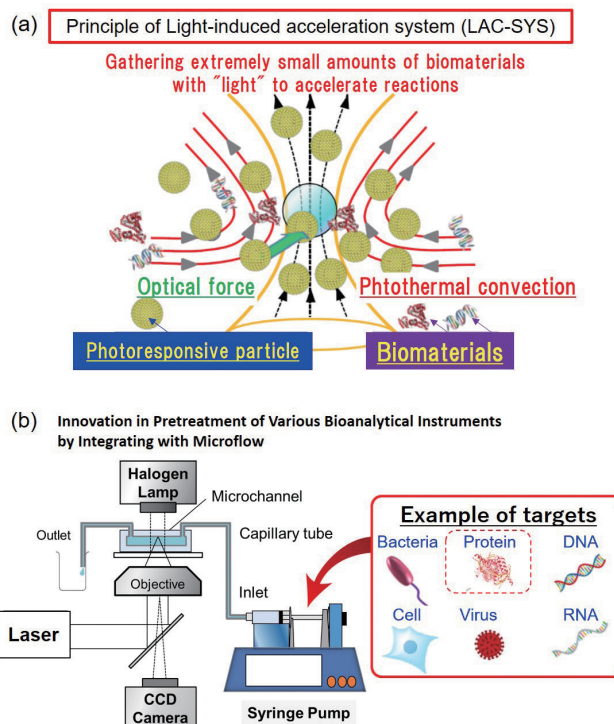 (a)
Principle of Light-induced acceleration system (LAC-SYS)
Gathering extremely small amounts of biomaterials
with "light" to accelerate reactions
Optical force
Phtothermal convection
Photoresponsive particle
Biomaterials
(b)
Innovation in Pretreatment of Various Bioanalytical Instruments
by Integrating with Microflow
Halogen
Lamp
Microchannel
Outlet
Capillary tube
Objective
Inlet
Laser
CCD
Camera
Syringe Pump
Example of targets
Bacteria
Protein
DNA
Cell
Virus
RNA